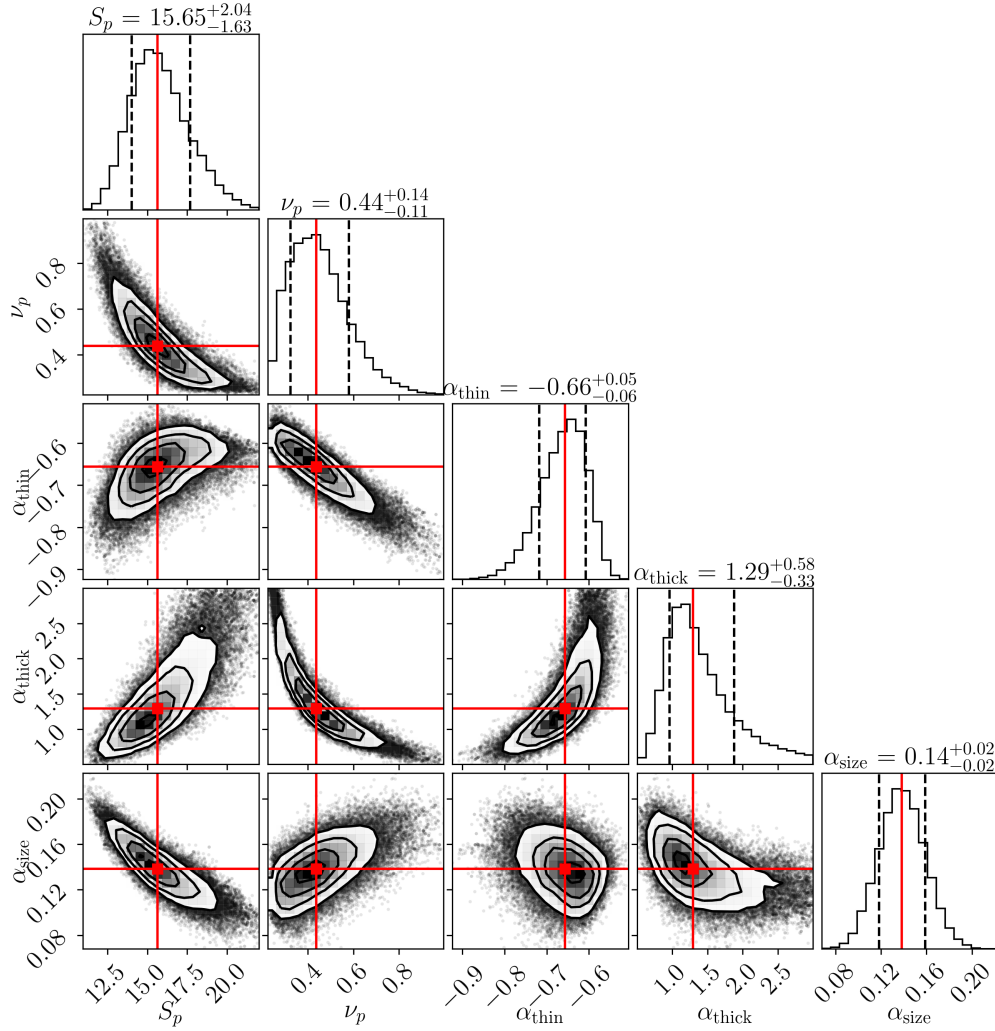 S_p = 15.65^{+2.04}_{-1.63}
ν_p = 0.44^{+0.14}_{-0.11}
0.8
0.6
0.4
ν_p
α_thin = −0.66^{+0.05}_{-0.06}
−0.6
−0.7
−0.8
−0.9
α_thin
α_thick = 1.29^{+0.58}_{-0.33}
2.5
2.0
1.5
1.0
α_thick
α_size = 0.14^{+0.02}_{-0.02}
0.20
0.16
0.12
0.08
α_size
12.5 15.0 17.5 20.0 0.4 0.6 0.8 −0.9 −0.8 −0.7 −0.6 1.0 1.5 2.0 2.5 0.08 0.12 0.16 0.20
S_p ν_p α_thin α_thick α_size